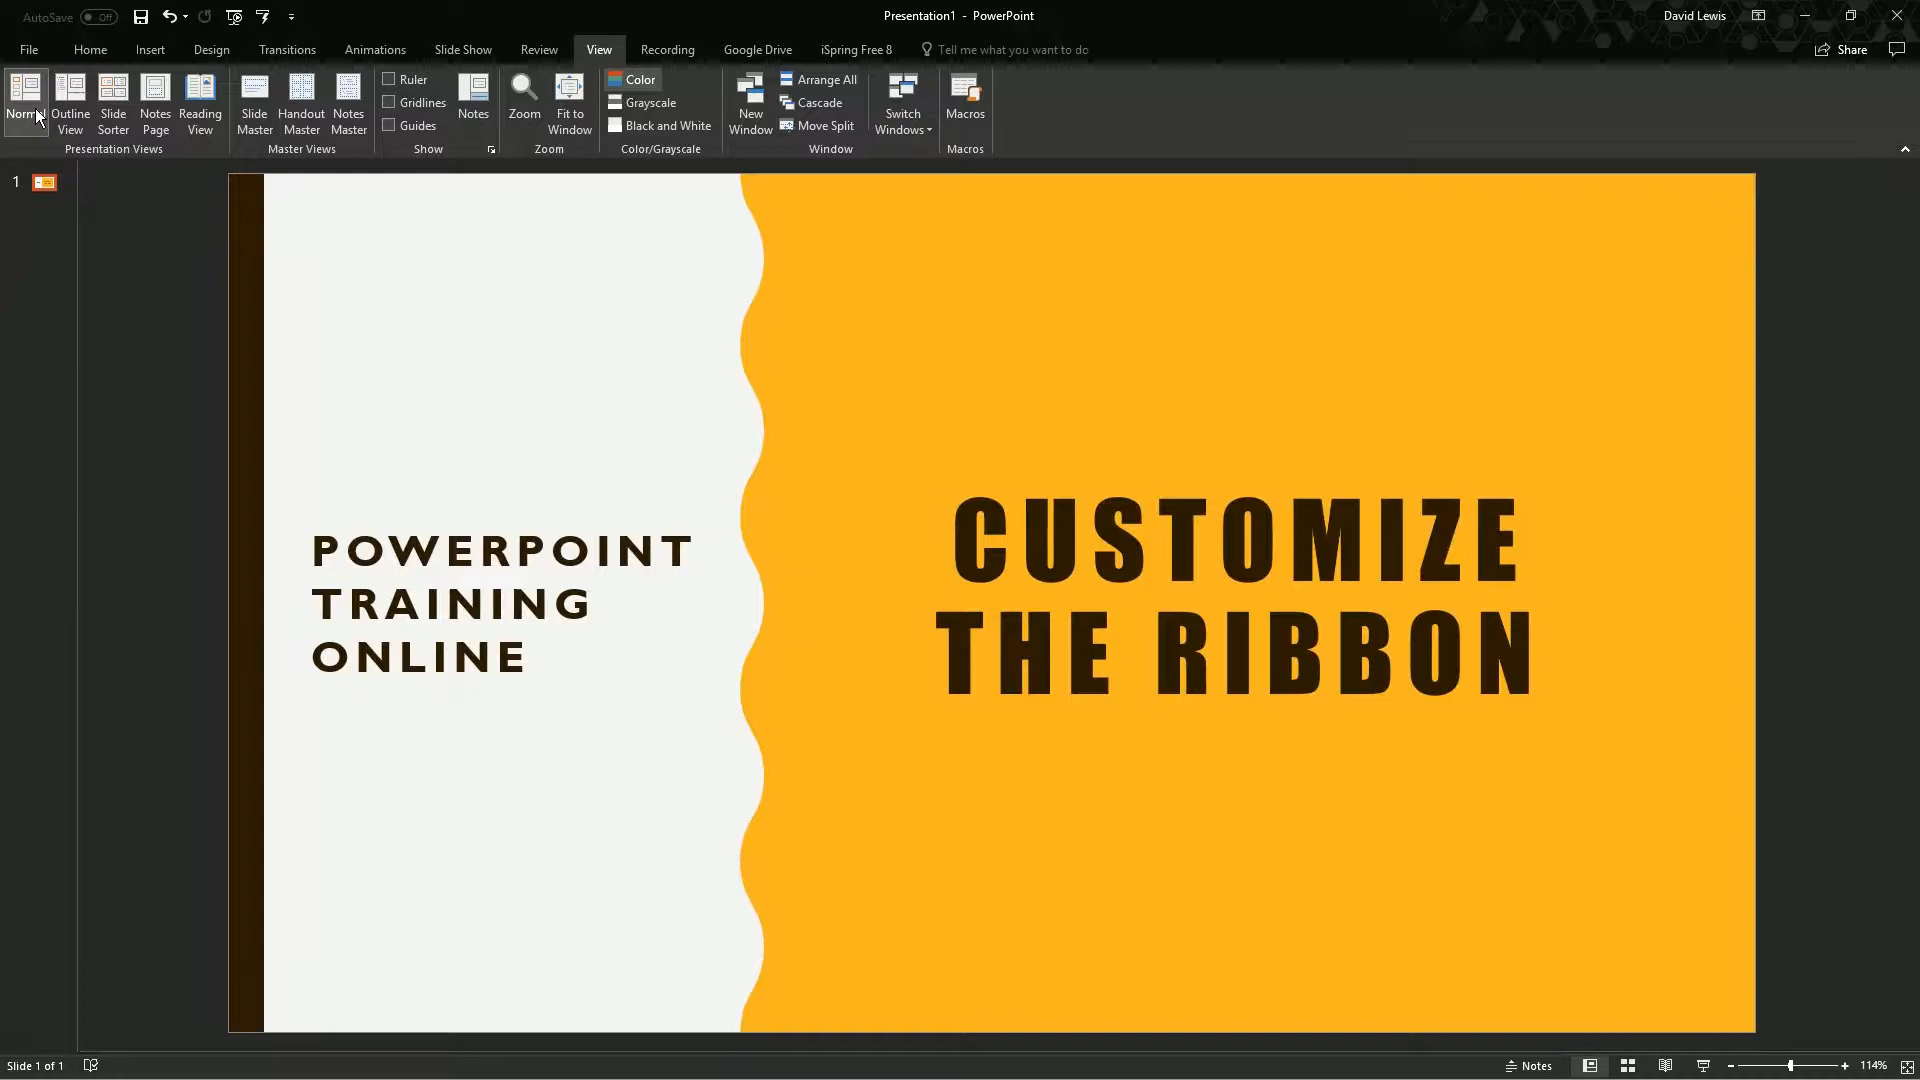 AutoSave Off
Presentation1 - PowerPoint
David Lewis
File Home Insert Design Transitions Animations Slide Show Review View Recording Google Drive iSpring Free 8 Tell me what you want to do Share
Normal
Outline View
Slide Sorter
Notes Page
Reading View
Presentation Views
Slide Master
Handout Master
Notes Master
Master Views
Ruler
Gridlines
Guides
Notes
Show
Zoom
Fit to Window
Zoom
Color
Grayscale
Black and White
Color/Grayscale
New Window
Arrange All
Cascade
Move Split
Switch Windows
Window
Macros
Macros
1
POWERPOINT
TRAINING
ONLINE
CUSTOMIZE
THE RIBBON
Slide 1 of 1
Notes
114%